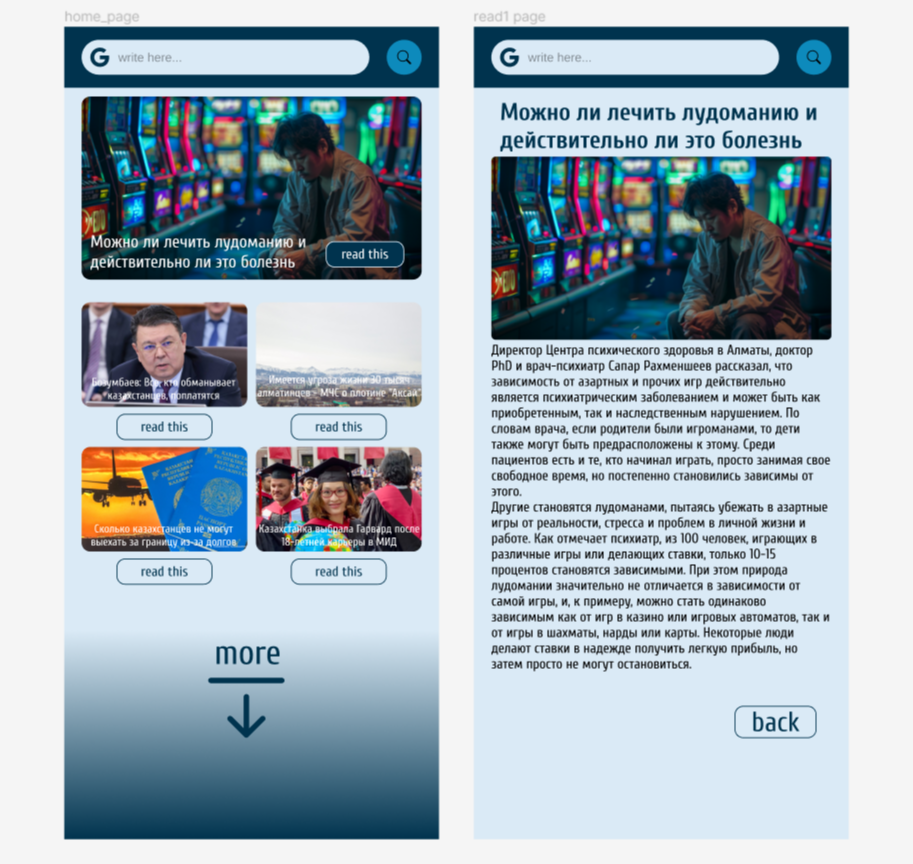 home_page
G write here...
Можно ли лечить лудоманию и
действительно ли это болезнь
read this
Бозумбаев: Все, кто обманывает
казахстанцев, поплатятся
Имеется угроза жизни 30 тысяч
алматинцев - МЧС о плотине "Аксай"
read this
read this
Сколько казахстанцев не могут
выехать за границу из-за долгов
Казахстанка выбрала Гарвард после
18-летней карьеры в МИД
read this
read this
more
read1 page
G write here...
Можно ли лечить лудоманию и
действительно ли это болезнь
Директор Центра психического здоровья в Алматы, доктор
PhD и врач-психиатр Сапар Рахменшеев рассказал, что
зависимость от азартных и прочих игр действительно
является психиатрическим заболеванием и может быть как
приобретенным, так и наследственным нарушением. По
словам врача, если родители были игроманами, то дети
также могут быть предрасположены к этому. Среди
пациентов есть и те, кто начинал играть, просто занимая свое
свободное время, но постепенно становились зависимы от
этого.
Другие становятся лудоманами, пытаясь убежать в азартные
игры от реальности, стресса и проблем в личной жизни и
работе. Как отмечает психиатр, из 100 человек, играющих в
различные игры или делающих ставки, только 10-15
процентов становятся зависимыми. При этом природа
лудомании значительно не отличается в зависимости от
самой игры, и, к примеру, можно стать одинаково
зависимым как от игр в казино или игровых автоматов, так и
от игры в шахматы, нарды или карты. Некоторые люди
делают ставки в надежде получить легкую прибыль, но
затем просто не могут остановиться.
back